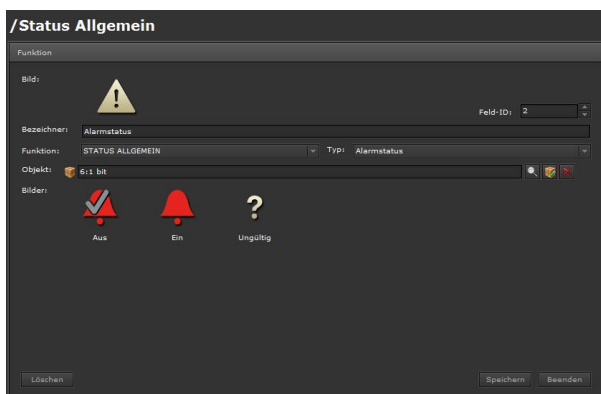 /Status Allgemein
Funktion
Bild:
Feld-ID: 2
Bezeichner: Alarmstatus
Funktion: STATUS ALLGEMEIN Typ: Alarmstatus
Objekt: 6:1 bit
Bilder:
Aus Ein Ungültig
Löschen Speichern Beenden